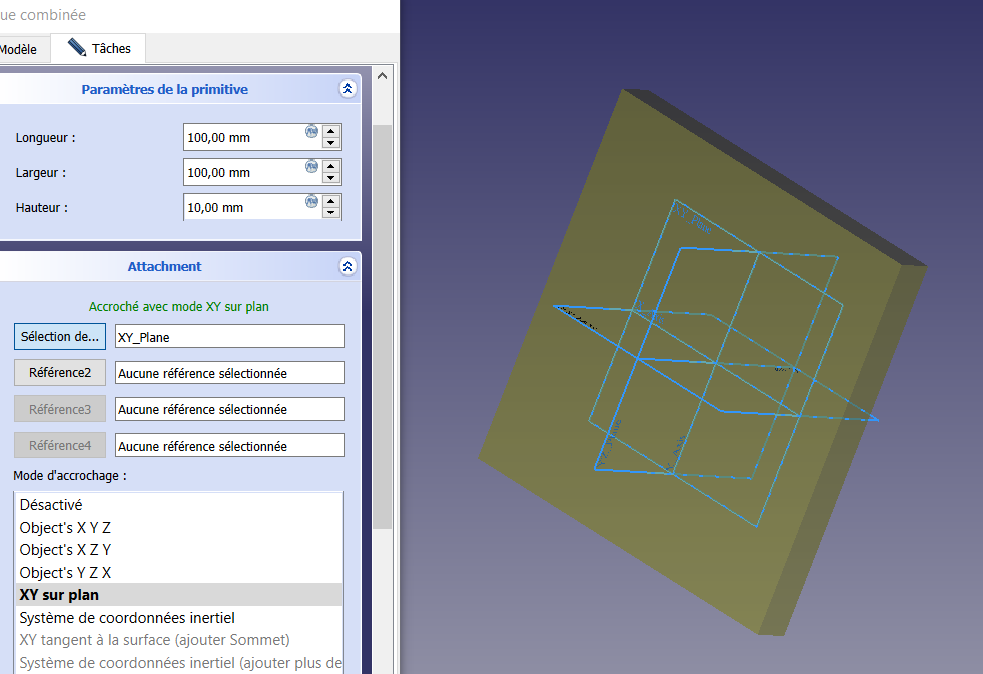 ue combinée
Modèle
Tâches
Paramètres de la primitive
Longueur :
100,00 mm
Largeur :
100,00 mm
Hauteur :
10,00 mm
Attachment
Accroché avec mode XY sur plan
Sélection de...
XY_Plane
Référence2
Aucune référence sélectionnée
Référence3
Aucune référence sélectionnée
Référence4
Aucune référence sélectionnée
Mode d'accrochage :
Désactivé
Object's X Y Z
Object's X Z Y
Object's Y Z X
XY sur plan
Système de coordonnées inertiel
XY tangent à la surface (ajouter Sommet)
Système de coordonnées inertiel (ajouter plus de